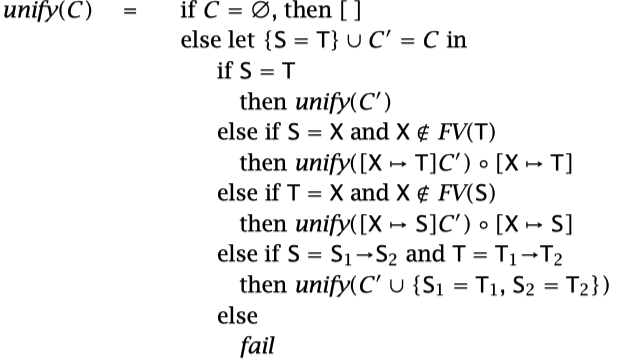 unify(C) = if C = ∅, then [ ]
else let {S = T} ∪ C′ = C in
if S = T
then unify(C′)
else if S = X and X ∉ FV(T)
then unify([X ↦ T]C′) ∘ [X ↦ T]
else if T = X and X ∉ FV(S)
then unify([X ↦ S]C′) ∘ [X ↦ S]
else if S = S₁→S₂ and T = T₁→T₂
then unify(C′ ∪ {S₁ = T₁, S₂ = T₂})
else
fail